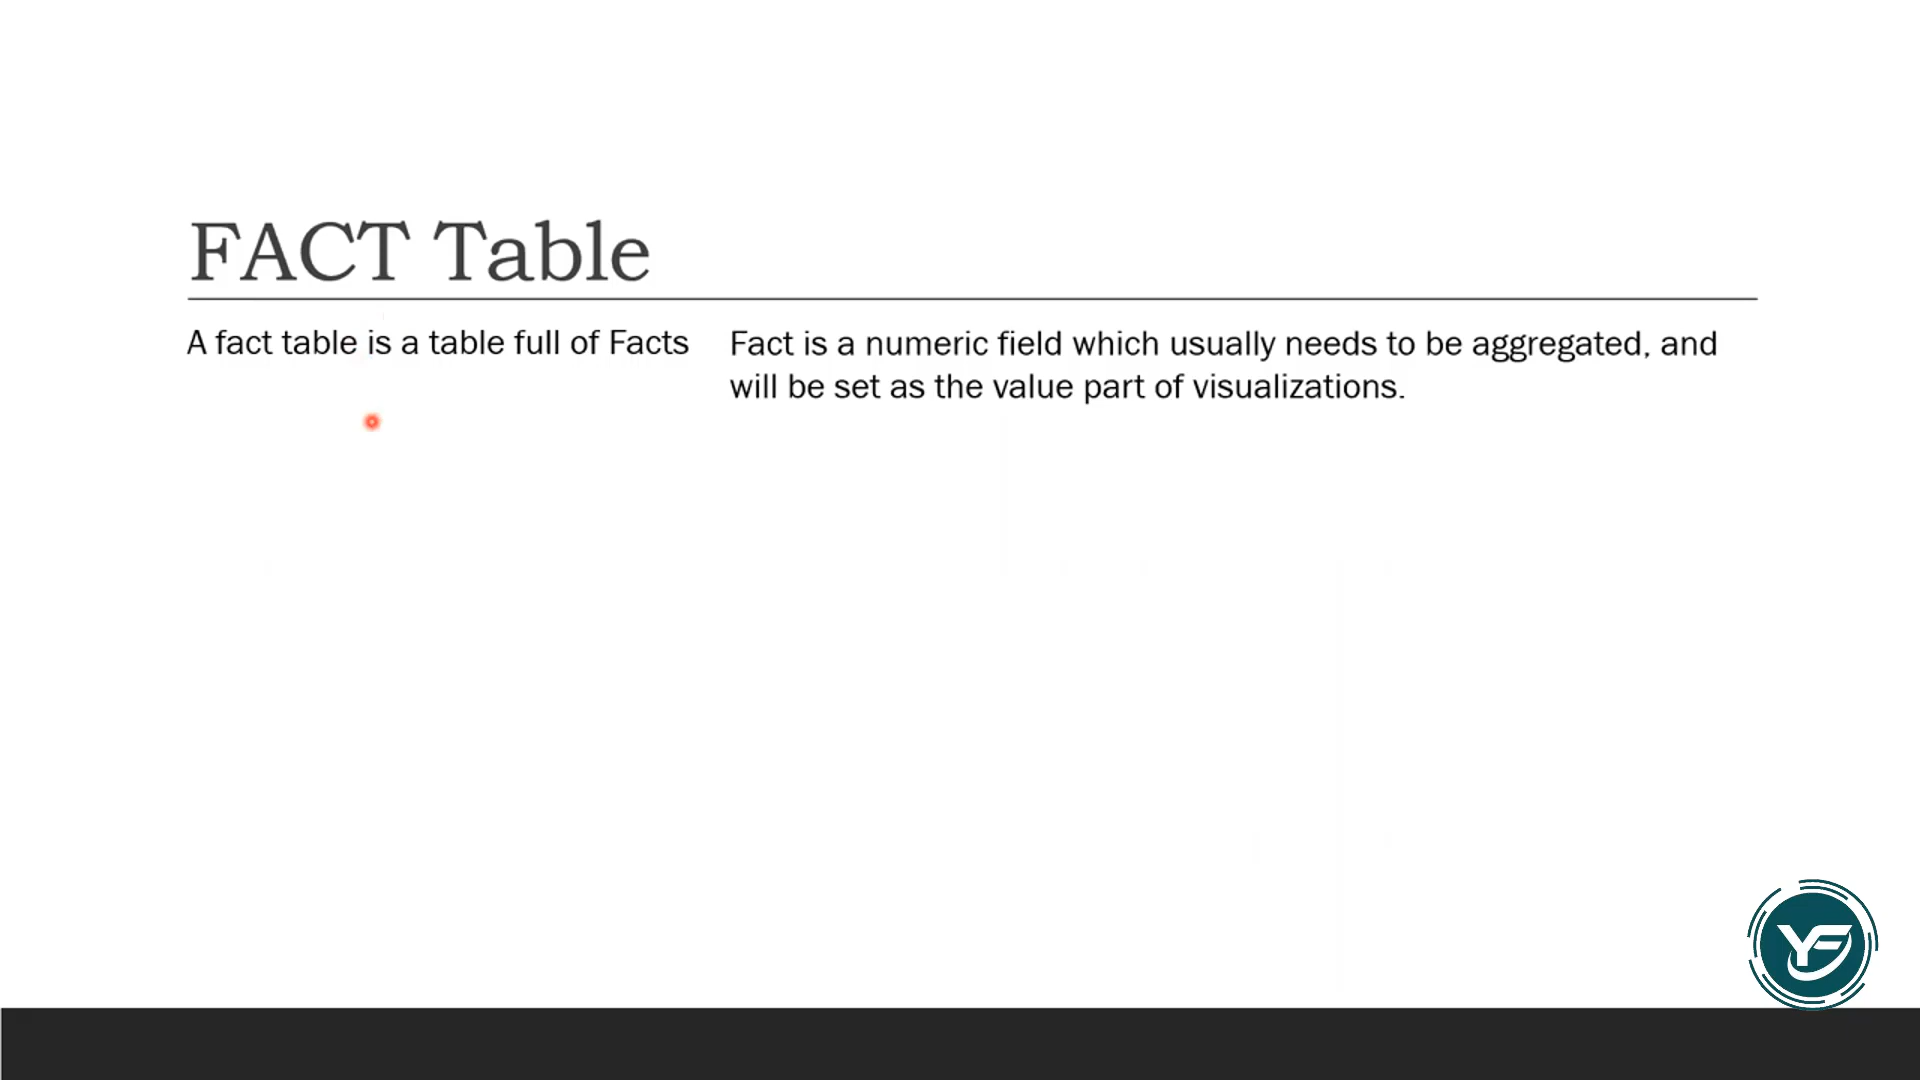 FACT Table
A fact table is a table full of Facts
Fact is a numeric field which usually needs to be aggregated, and
will be set as the value part of visualizations.
YF